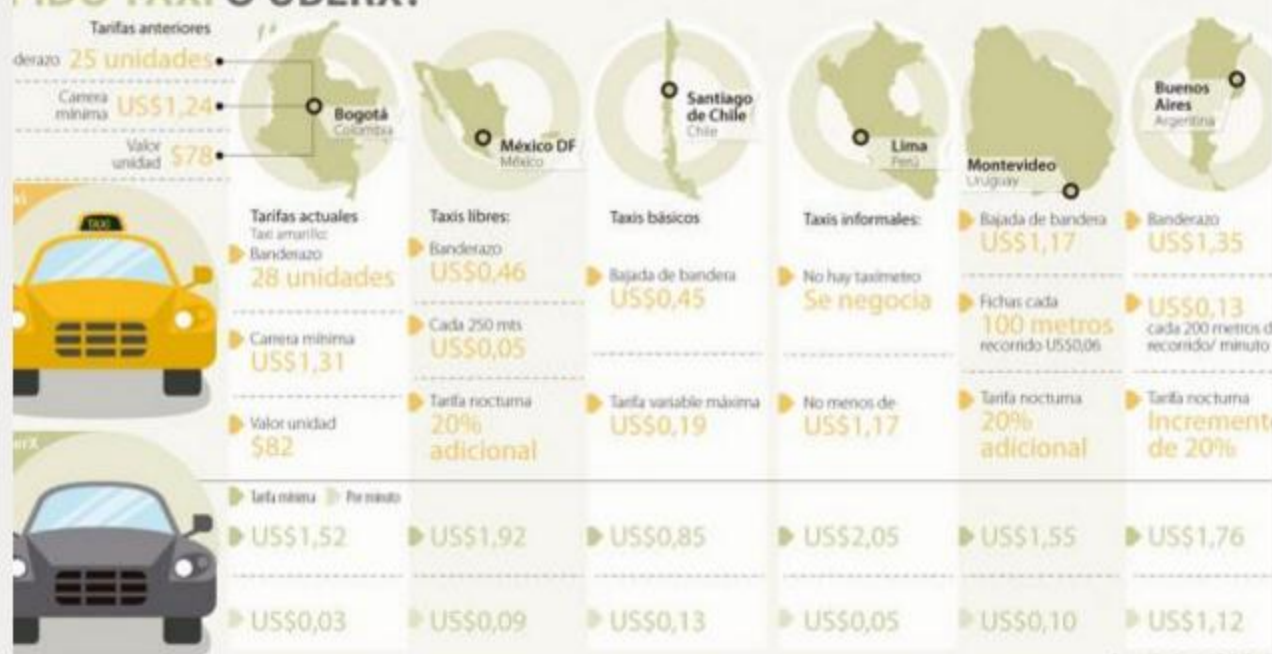 TAXI O UBERX?
Tarifas anteriores
derazo 25 unidades
Carrera
mínima US$1,24
Valor
unidad $78
Bogotá
Colombia
México DF
México
Santiago
de Chile
Chile
Lima
Perú
Montevideo
Uruguay
Buenos
Aires
Argentina
TAXI
Tarifas actuales
Taxi amarillo:
Banderazo
28 unidades
Carrera mínima
US$1,31
Valor unidad
$82
Taxis libres:
Banderazo
US$0,46
Cada 250 mts
US$0,05
Tarifa nocturna
20%
adicional
Taxis básicos
Bajada de bandera
US$0,45
Tarifa variable máxima
US$0,19
Taxis informales:
No hay taxímetro
Se negocia
No menos de
US$1,17
Bajada de bandera
US$1,17
Fichas cada
100 metros
recorrido US$0,06
Tarifa nocturna
20%
adicional
Banderazo
US$1,35
US$0,13
cada 200 metros d
recorrido/ minuto
Tarifa nocturna
Incremento
de 20%
erX
Tarifa mínima Por minuto
US$1,52
US$1,92
US$0,85
US$2,05
US$1,55
US$1,76
US$0,03
US$0,09
US$0,13
US$0,05
US$0,10
US$1,12